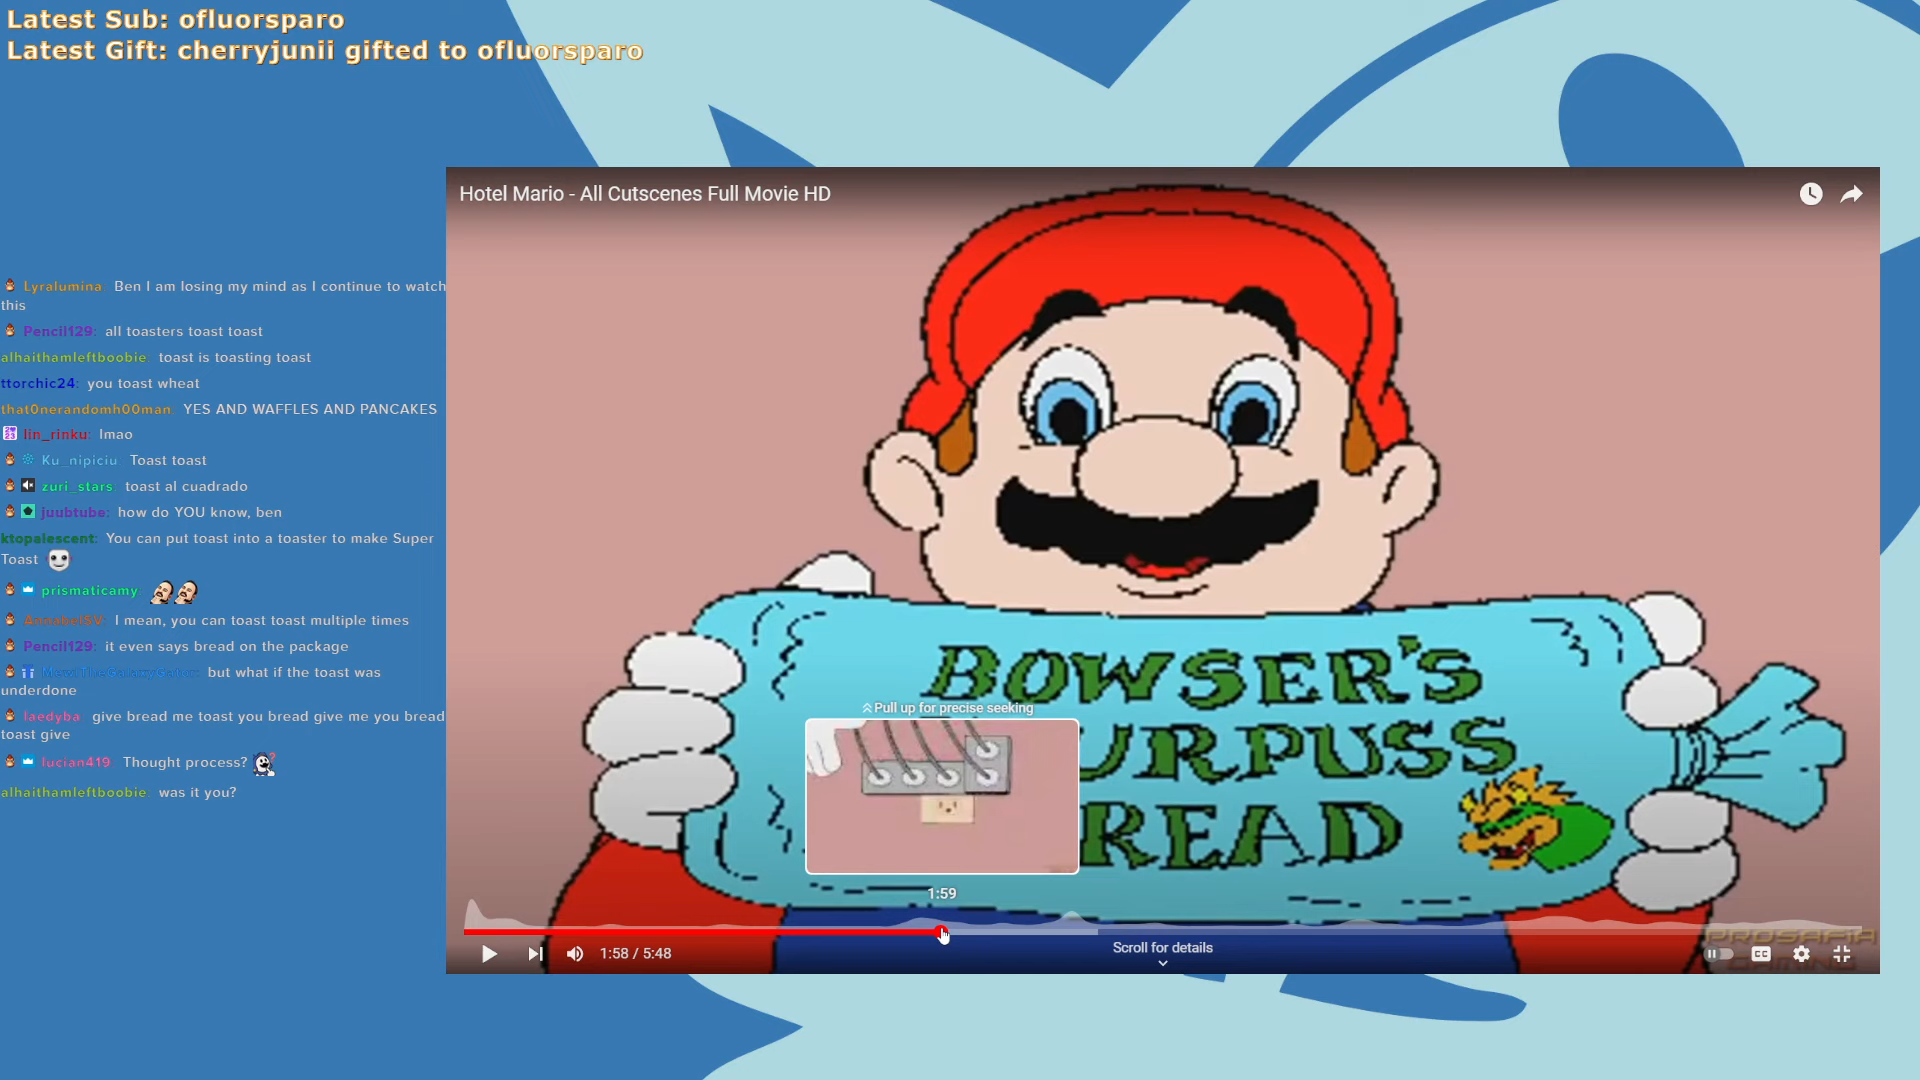 Latest Sub: ofluorsparo
Latest Gift: cherryjunii gifted to ofluorsparo
Hotel Mario - All Cutscenes Full Movie HD
Lyralumina: Ben I am losing my mind as I continue to watch
this
Pencil129: all toasters toast toast
alhaithamleftboobie: toast is toasting toast
ttorchic24: you toast wheat
that0nerandomh00man: YES AND WAFFLES AND PANCAKES
lin_rinku: lmao
Ku_nipiciu: Toast toast
zuri_stars: toast al cuadrado
juubtube: how do YOU know, ben
ktopalescent: You can put toast into a toaster to make Super
Toast
prismaticamy:
AnnabelSV: I mean, you can toast toast multiple times
Pencil129: it even says bread on the package
but what if the toast was
underdone
laedyba: give bread me toast you bread give me you bread
toast give
lucian419: Thought process?
alhaithamleftboobie: was it you?
BOWSER'S
URPUSS
READ
Pull up for precise seeking
1:59
1:58 / 5:48
Scroll for details
CC
PROSAFIA
GAMING